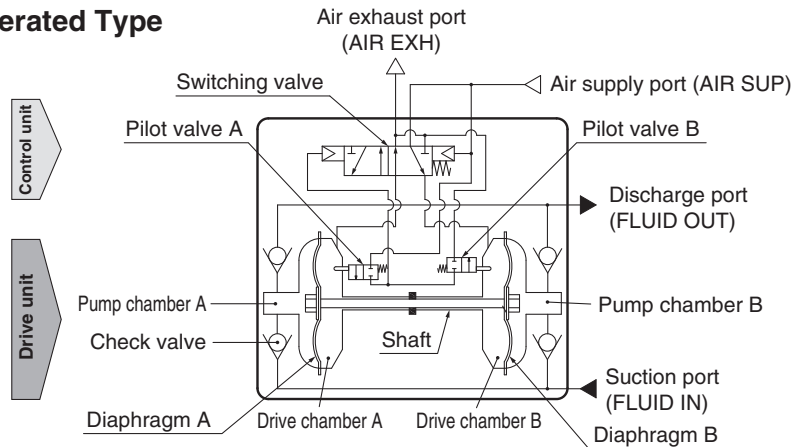 erated Type
Air exhaust port
(AIR EXH)
Switching valve
Air supply port (AIR SUP)
Control unit
Pilot valve A
Pilot valve B
Discharge port
(FLUID OUT)
Drive unit
Pump chamber A
Pump chamber B
Check valve
Shaft
Suction port
(FLUID IN)
Diaphragm A
Drive chamber A
Drive chamber B
Diaphragm B